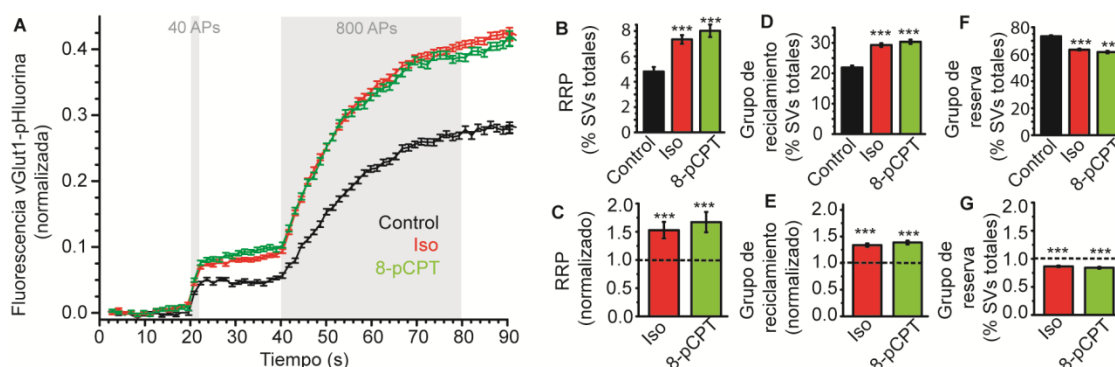 A
40 APs
800 APs
Fluorescencia vGlut1-pHluorina
(normalizada)
0.4
0.3
0.2
0.1
0.0
Control
Iso
8-pCPT
0 10 20 30 40 50 60 70 80 90
Tiempo (s)
B
RRP
(% SVs totales)
8
6
4
2
0
*** ***
Control Iso 8-pCPT
C
RRP
(normalizado)
2.0
1.5
1.0
0.5
0.0
*** ***
Iso 8-pCPT
D
Grupo de
reciclamiento
(% SVs totales)
30
20
10
0
*** ***
Control Iso 8-pCPT
E
Grupo de
reciclamiento
(normalizado)
2.0
1.5
1.0
0.5
0.0
*** ***
Iso 8-pCPT
F
Grupo de
reserva
(% SVs totales)
80
60
40
20
0
*** **
Control Iso 8-pCPT
G
Grupo de
reserva
(% SVs totales)
1.0
0.5
0.0
*** ***
Iso 8-pCPT